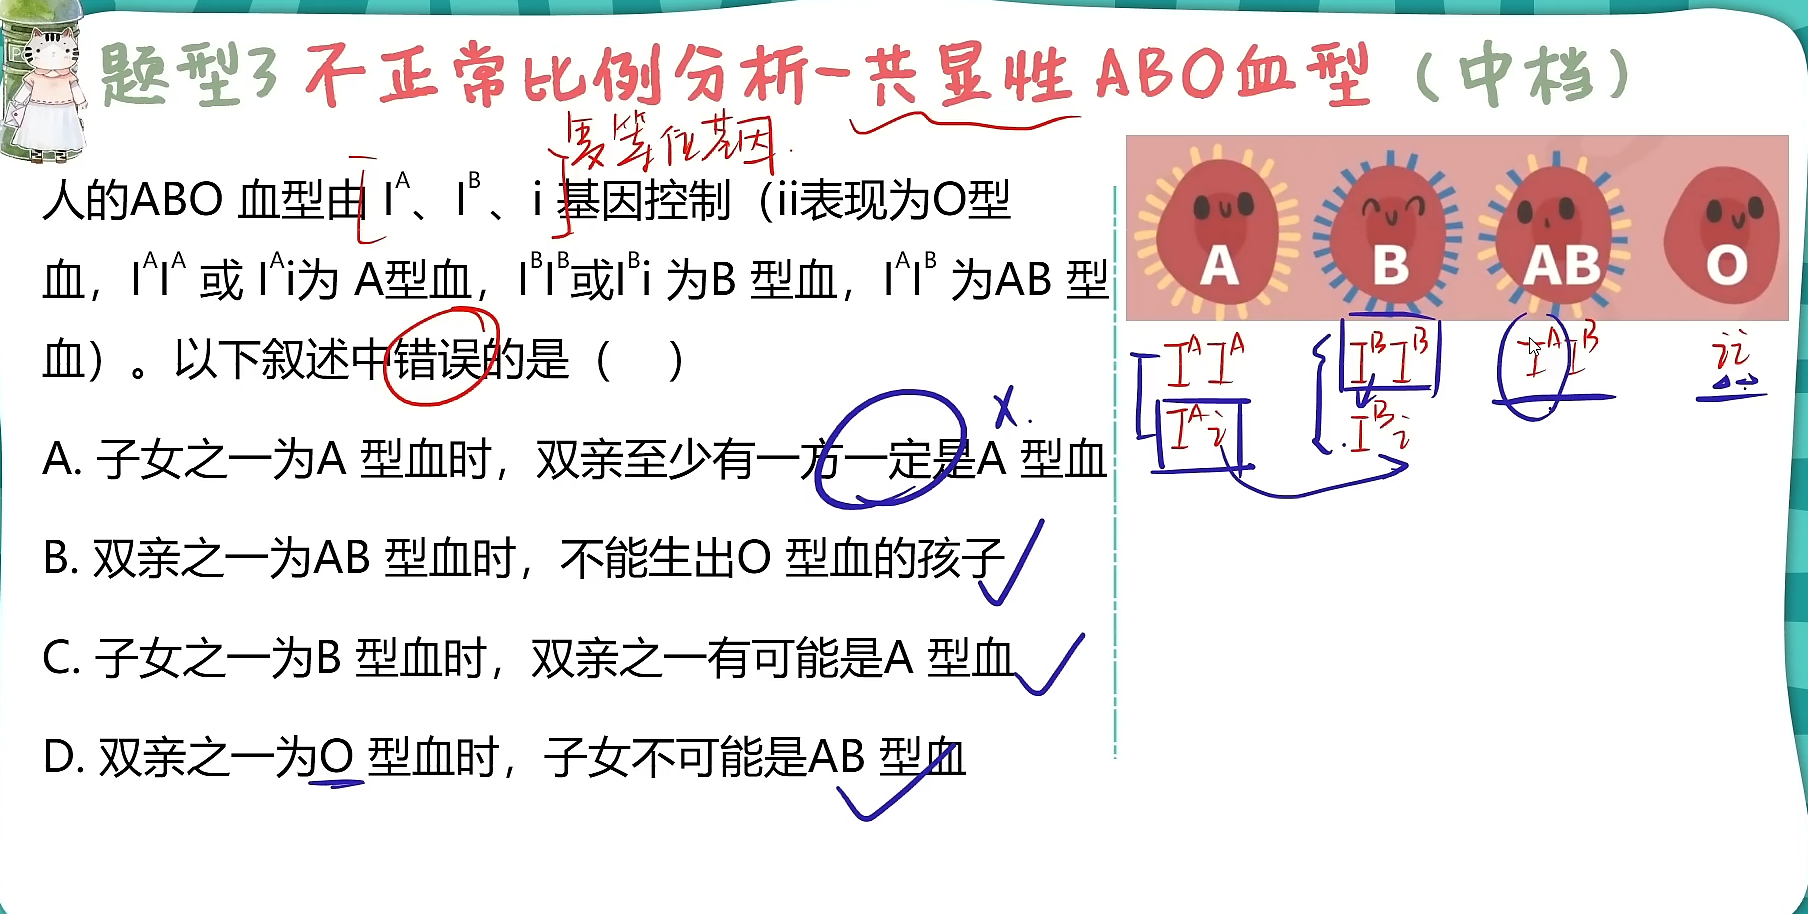 题型3 不正常比例分析-共显性ABO血型（中档）
复等位基因.
人的ABO 血型由 I^A、I^B、i 基因控制（ii表现为O型
血，I^AI^A 或 I^Ai为 A型血，I^BI^B或I^Bi 为B 型血，I^AI^B 为AB 型
血）。以下叙述中错误的是（ ）
A. 子女之一为A 型血时，双亲至少有一方一定是A 型血
B. 双亲之一为AB 型血时，不能生出O 型血的孩子
C. 子女之一为B 型血时，双亲之一有可能是A 型血
D. 双亲之一为O 型血时，子女不可能是AB 型血
A B AB O
I^AI^A I^BI^B I^AI^B ii
I^Ai I^Bi